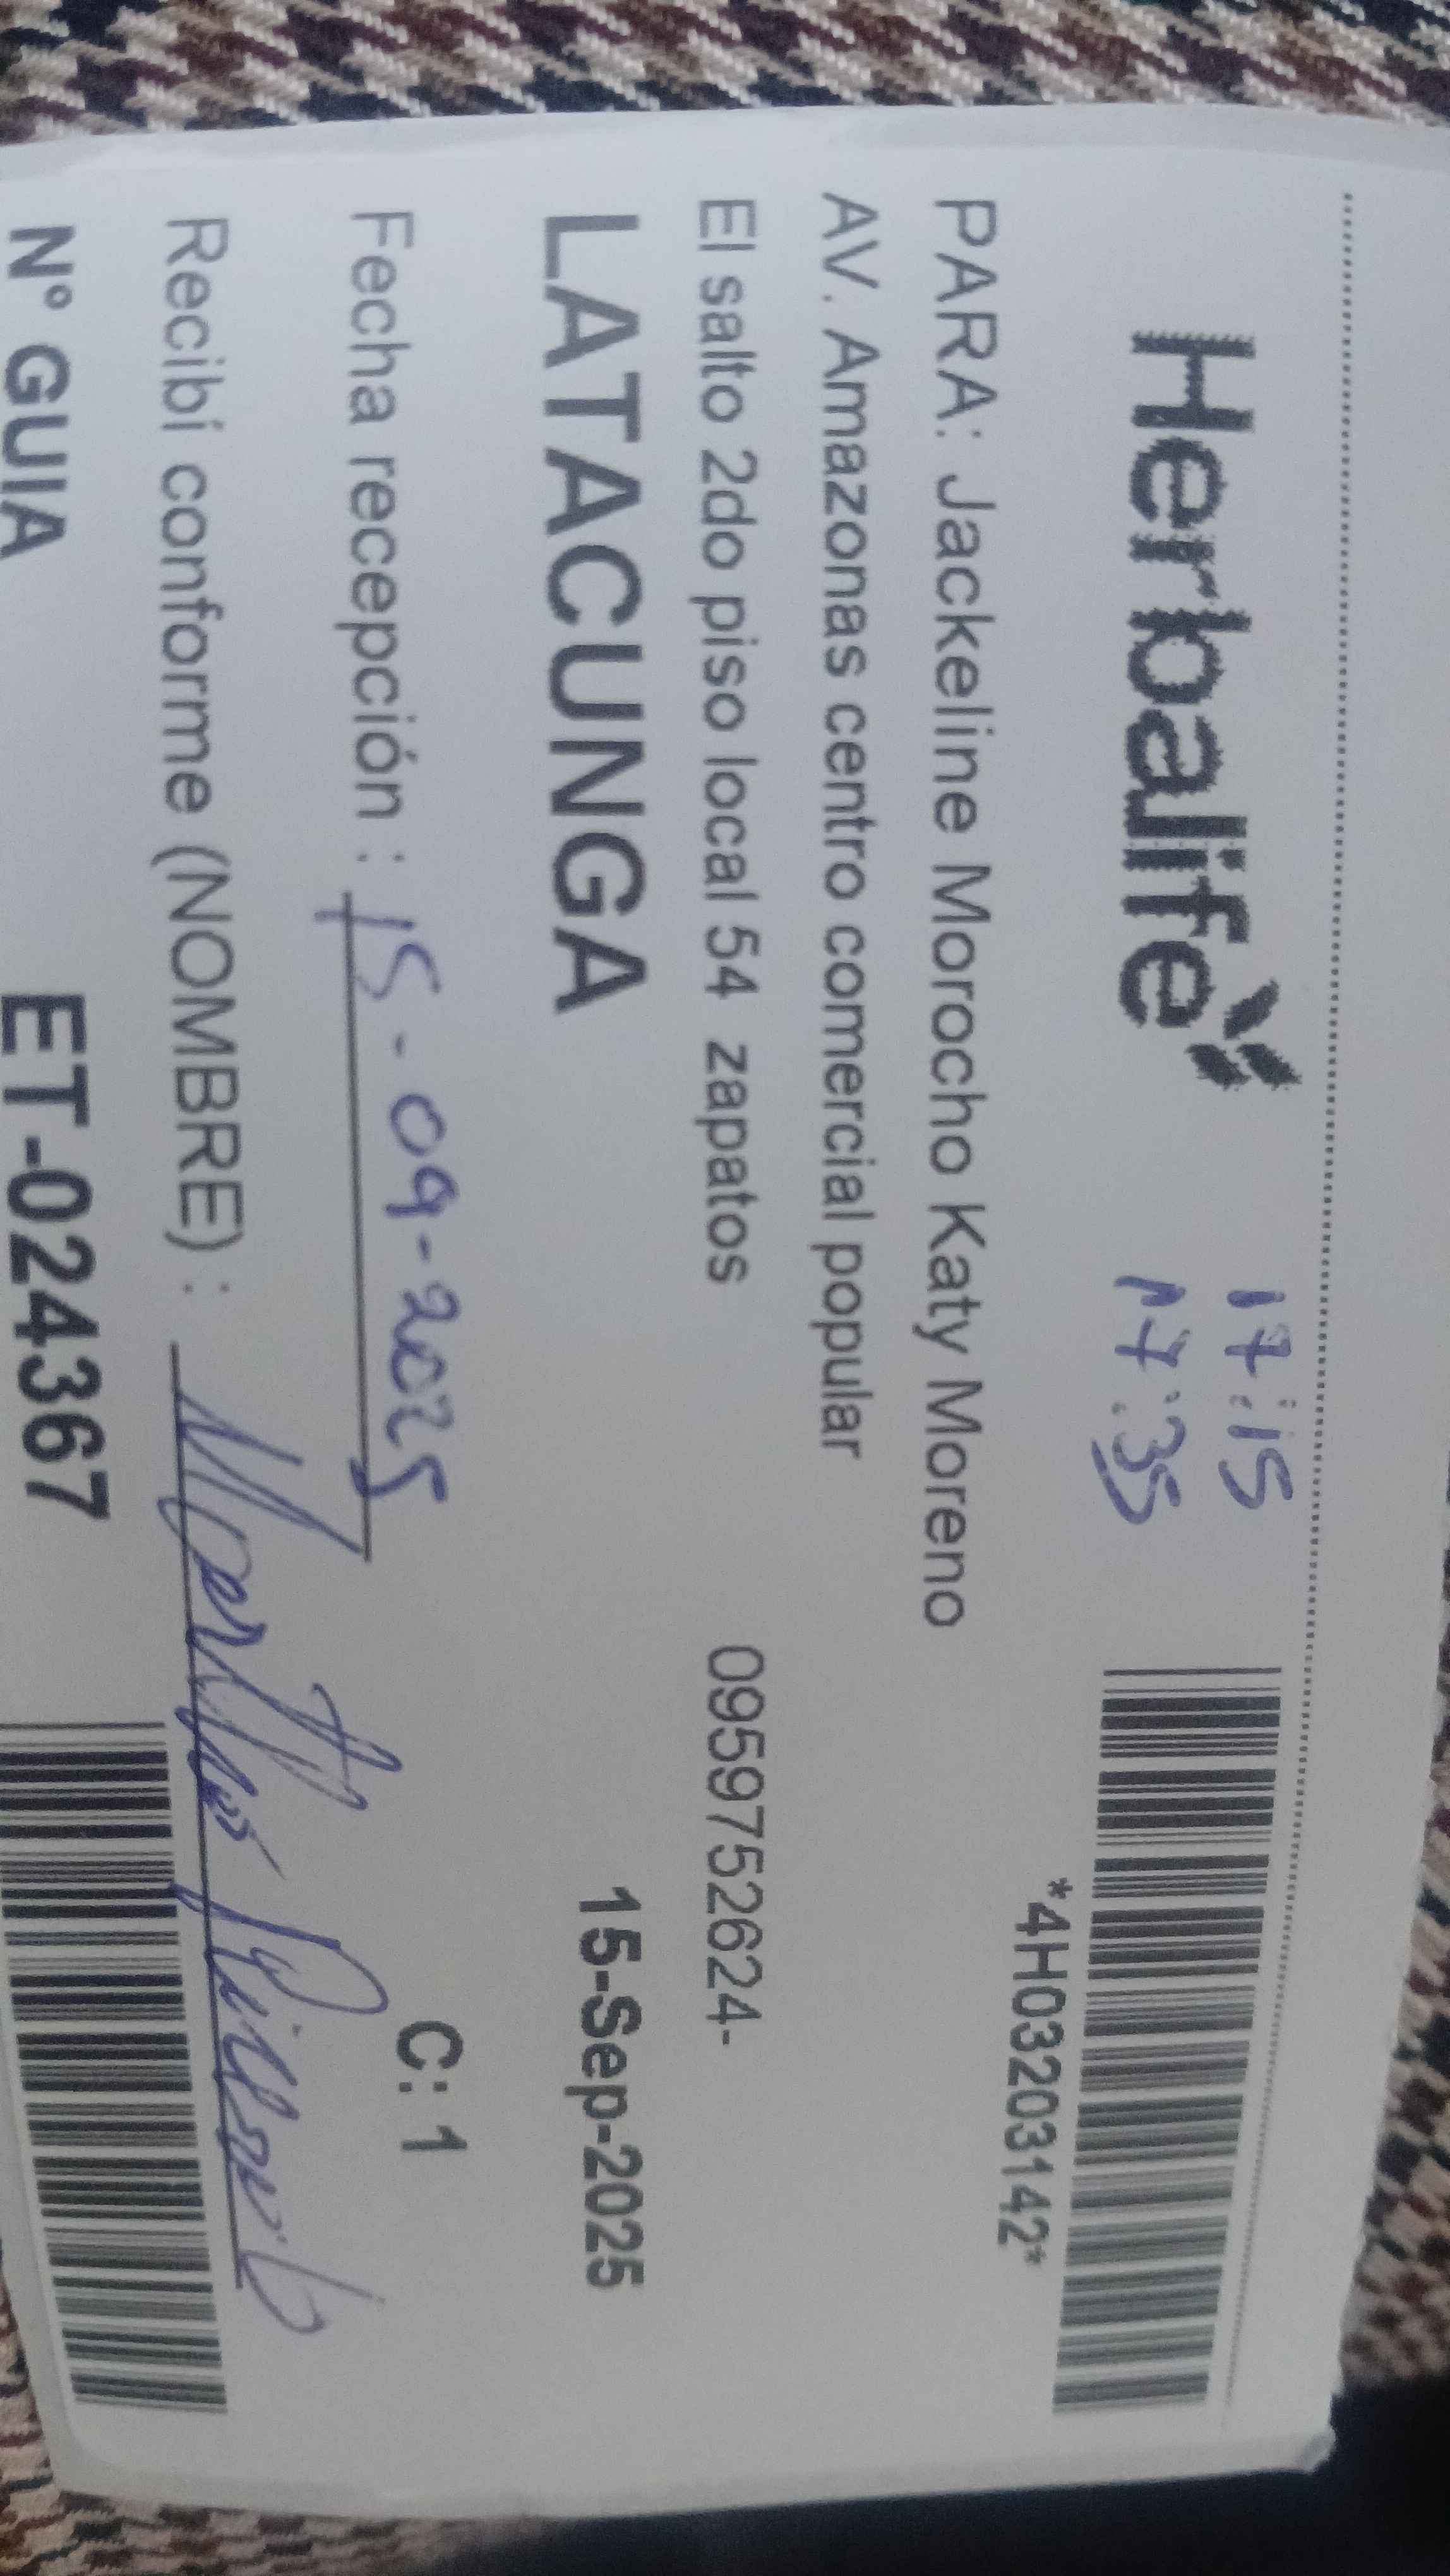 Herbalife
17:15
17:35
*4H03203142*
PARA: Jackeline Morocho Katy Moreno
AV. Amazonas centro comercial popular
El salto 2do piso local 54 zapatos
0959752624-
LATACUNGA
15-Sep-2025
Fecha recepción : 15-09-2025
C: 1
Recibí conforme (NOMBRE) :
N° GUIA ET-024367